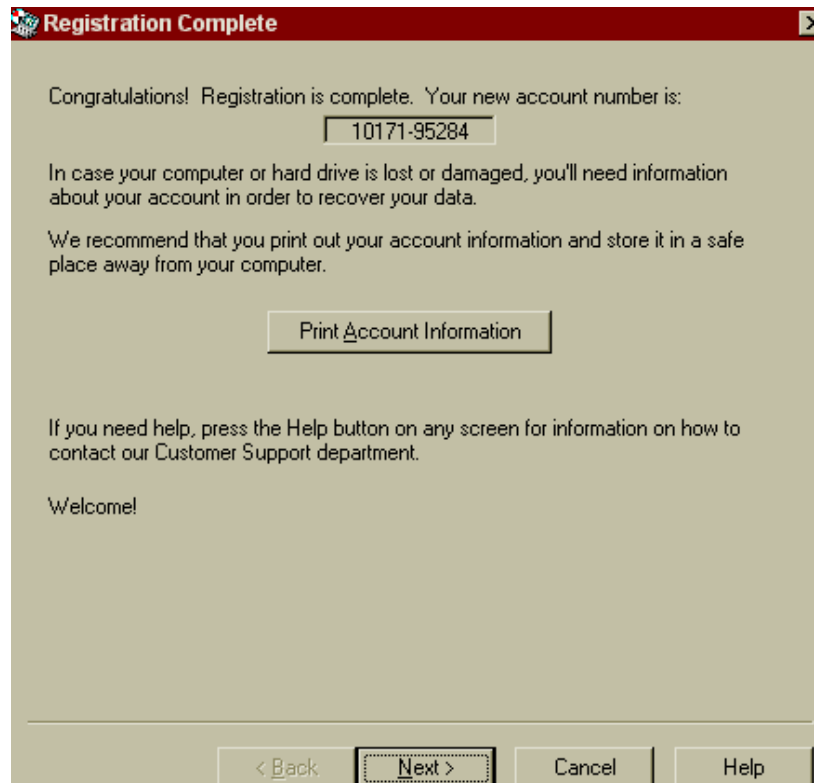 Registration Complete
Congratulations!  Registration is complete.  Your new account number is:
10171-95284
In case your computer or hard drive is lost or damaged, you'll need information
about your account in order to recover your data.
We recommend that you print out your account information and store it in a safe
place away from your computer.
Print Account Information
If you need help, press the Help button on any screen for information on how to
contact our Customer Support department.
Welcome!
< Back
Next >
Cancel
Help